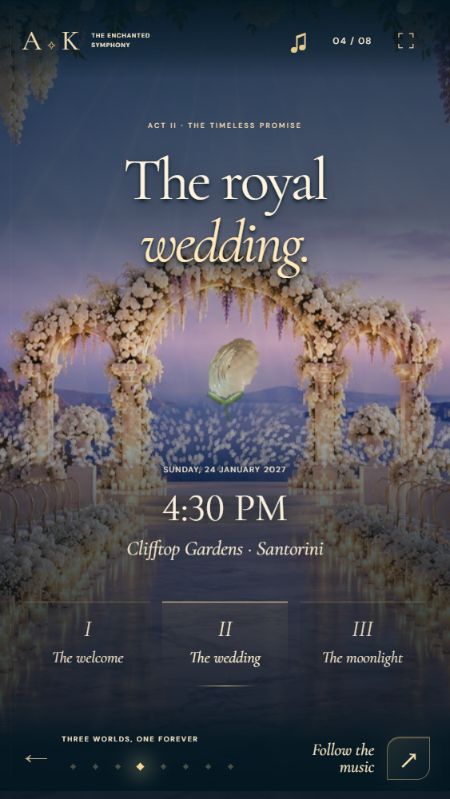 A ✧ K
THE ENCHANTED
SYMPHONY
04 / 08
ACT II · THE TIMELESS PROMISE
The royal
wedding.
SUNDAY, 24 JANUARY 2027
4:30 PM
Clifftop Gardens · Santorini
I
The welcome
II
The wedding
III
The moonlight
THREE WORLDS, ONE FOREVER
Follow the
music